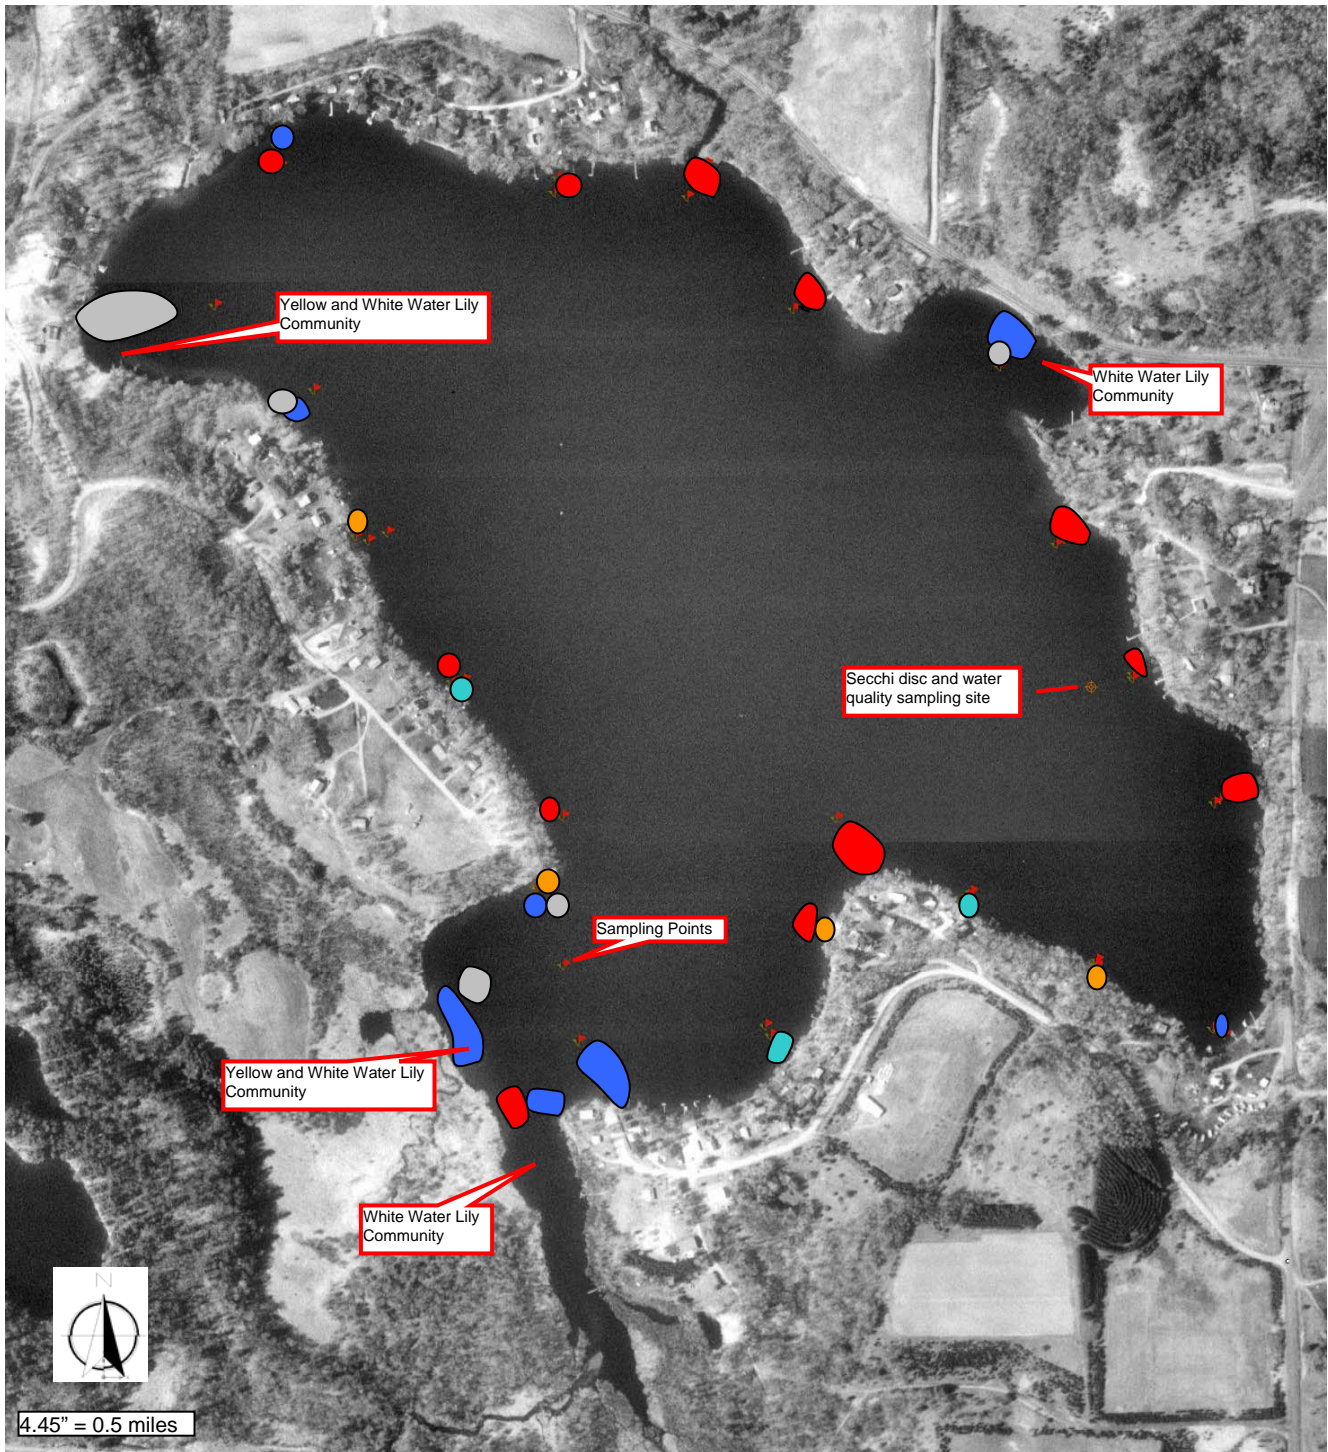 Yellow and White Water Lily
Community
White Water Lily
Community
Secchi disc and water
quality sampling site
Sampling Points
Yellow and White Water Lily
Community
White Water Lily
Community
N
4.45” = 0.5 miles